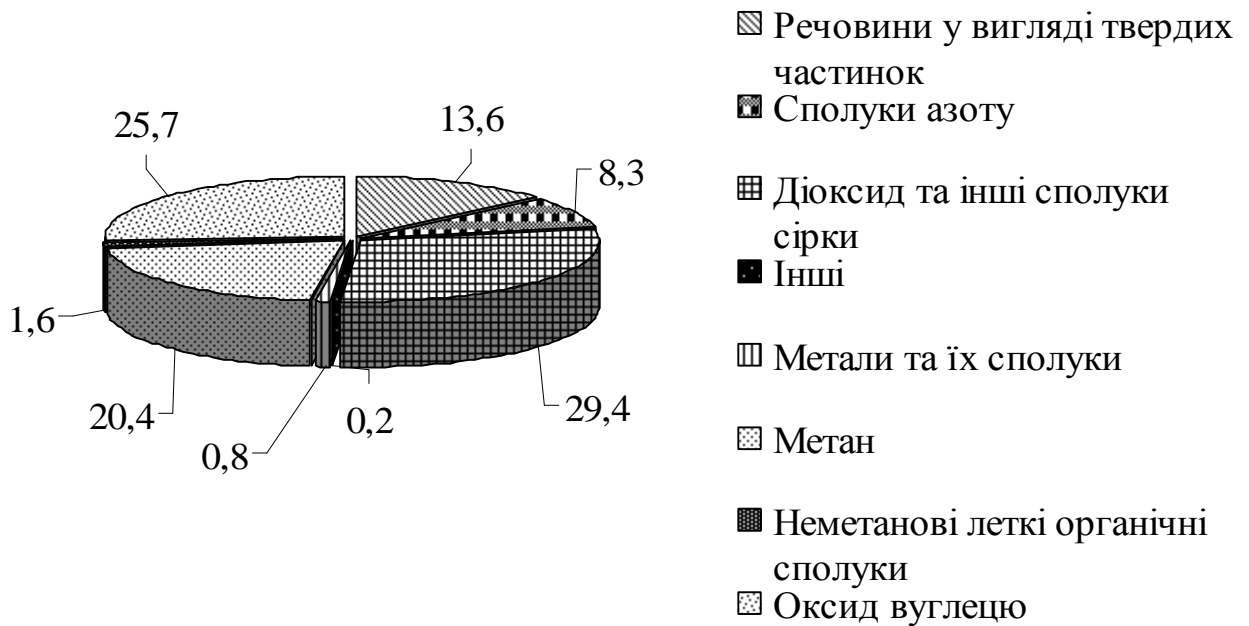 25,7
13,6
8,3
1,6
20,4
0,8
0,2
29,4
Речовини у вигляді твердих
частинок
Сполуки азоту
Діоксид та інші сполуки
сірки
Інші
Метали та їх сполуки
Метан
Неметанові леткі органічні
сполуки
Оксид вуглецю